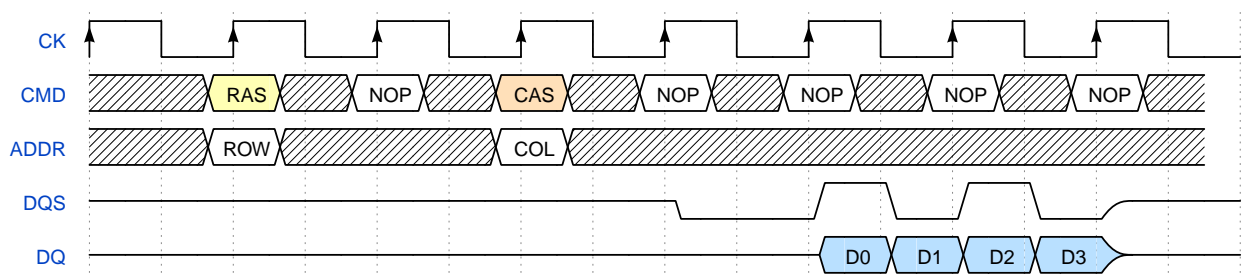 CK
CMD RAS NOP CAS NOP NOP NOP NOP
ADDR ROW COL
DQS
DQ D0 D1 D2 D3